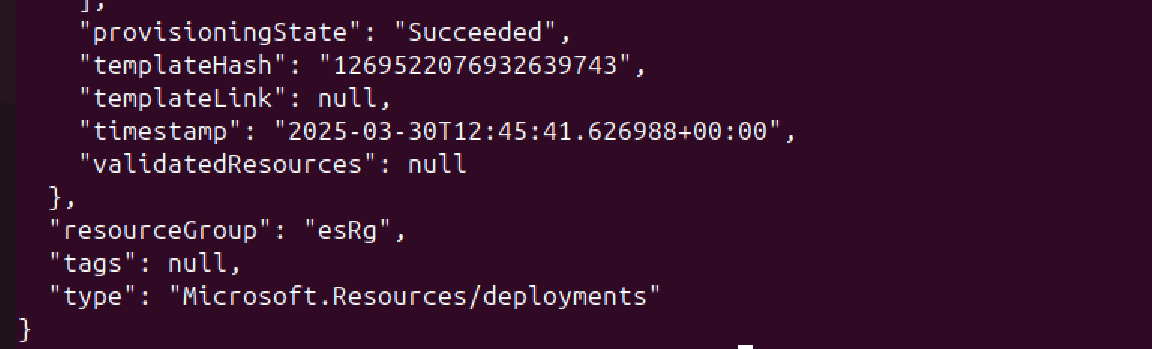 ],
"provisioningState": "Succeeded",
"templateHash": "1269522076932639743",
"templateLink": null,
"timestamp": "2025-03-30T12:45:41.626988+00:00",
"validatedResources": null
},
"resourceGroup": "esRg",
"tags": null,
"type": "Microsoft.Resources/deployments"
}